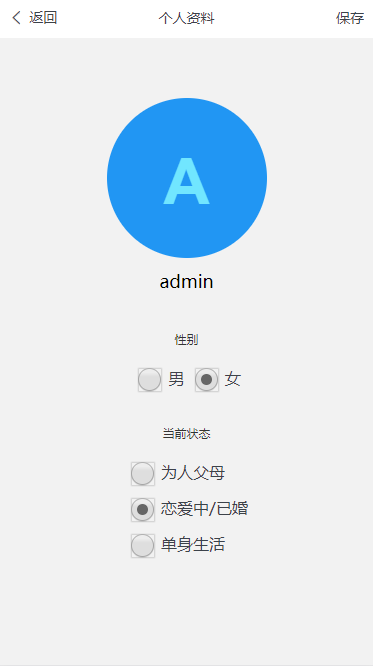 返回 个人资料 保存
A
admin
性别
男 女
当前状态
为人父母
恋爱中/已婚
单身生活